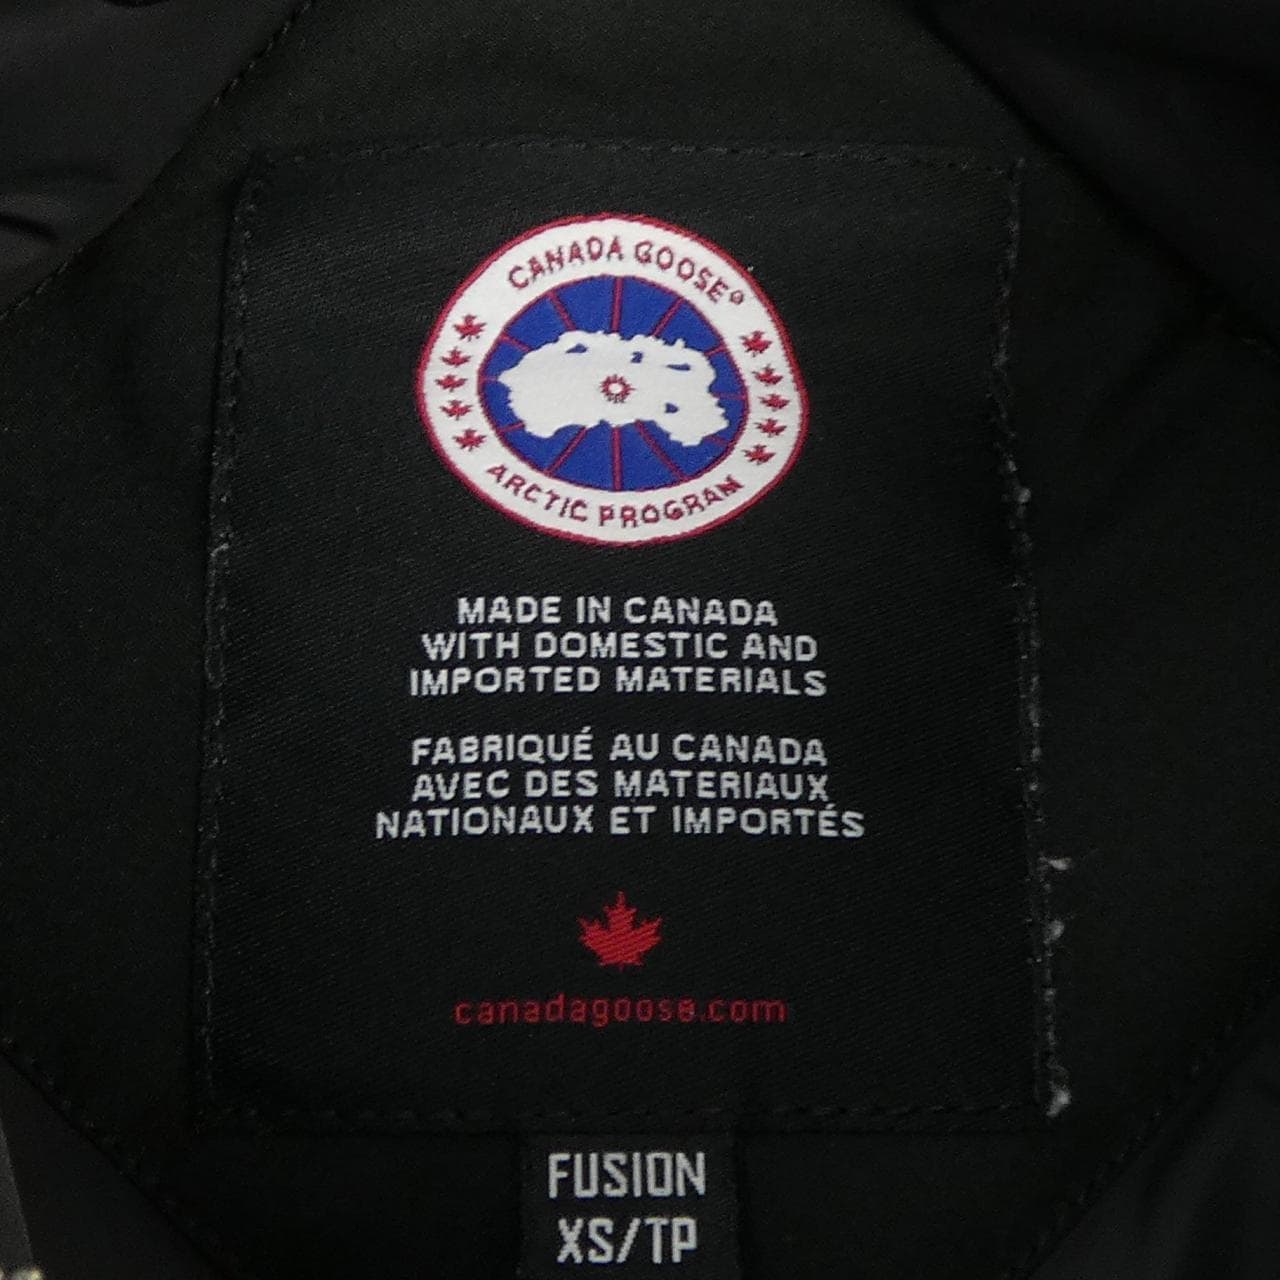 CANADA GOOSE®
ARCTIC PROGRAM
MADE IN CANADA
WITH DOMESTIC AND
IMPORTED MATERIALS
FABRIQUÉ AU CANADA
AVEC DES MATERIAUX
NATIONAUX ET IMPORTÉS
canadagoose.com
FUSION
XS/TP